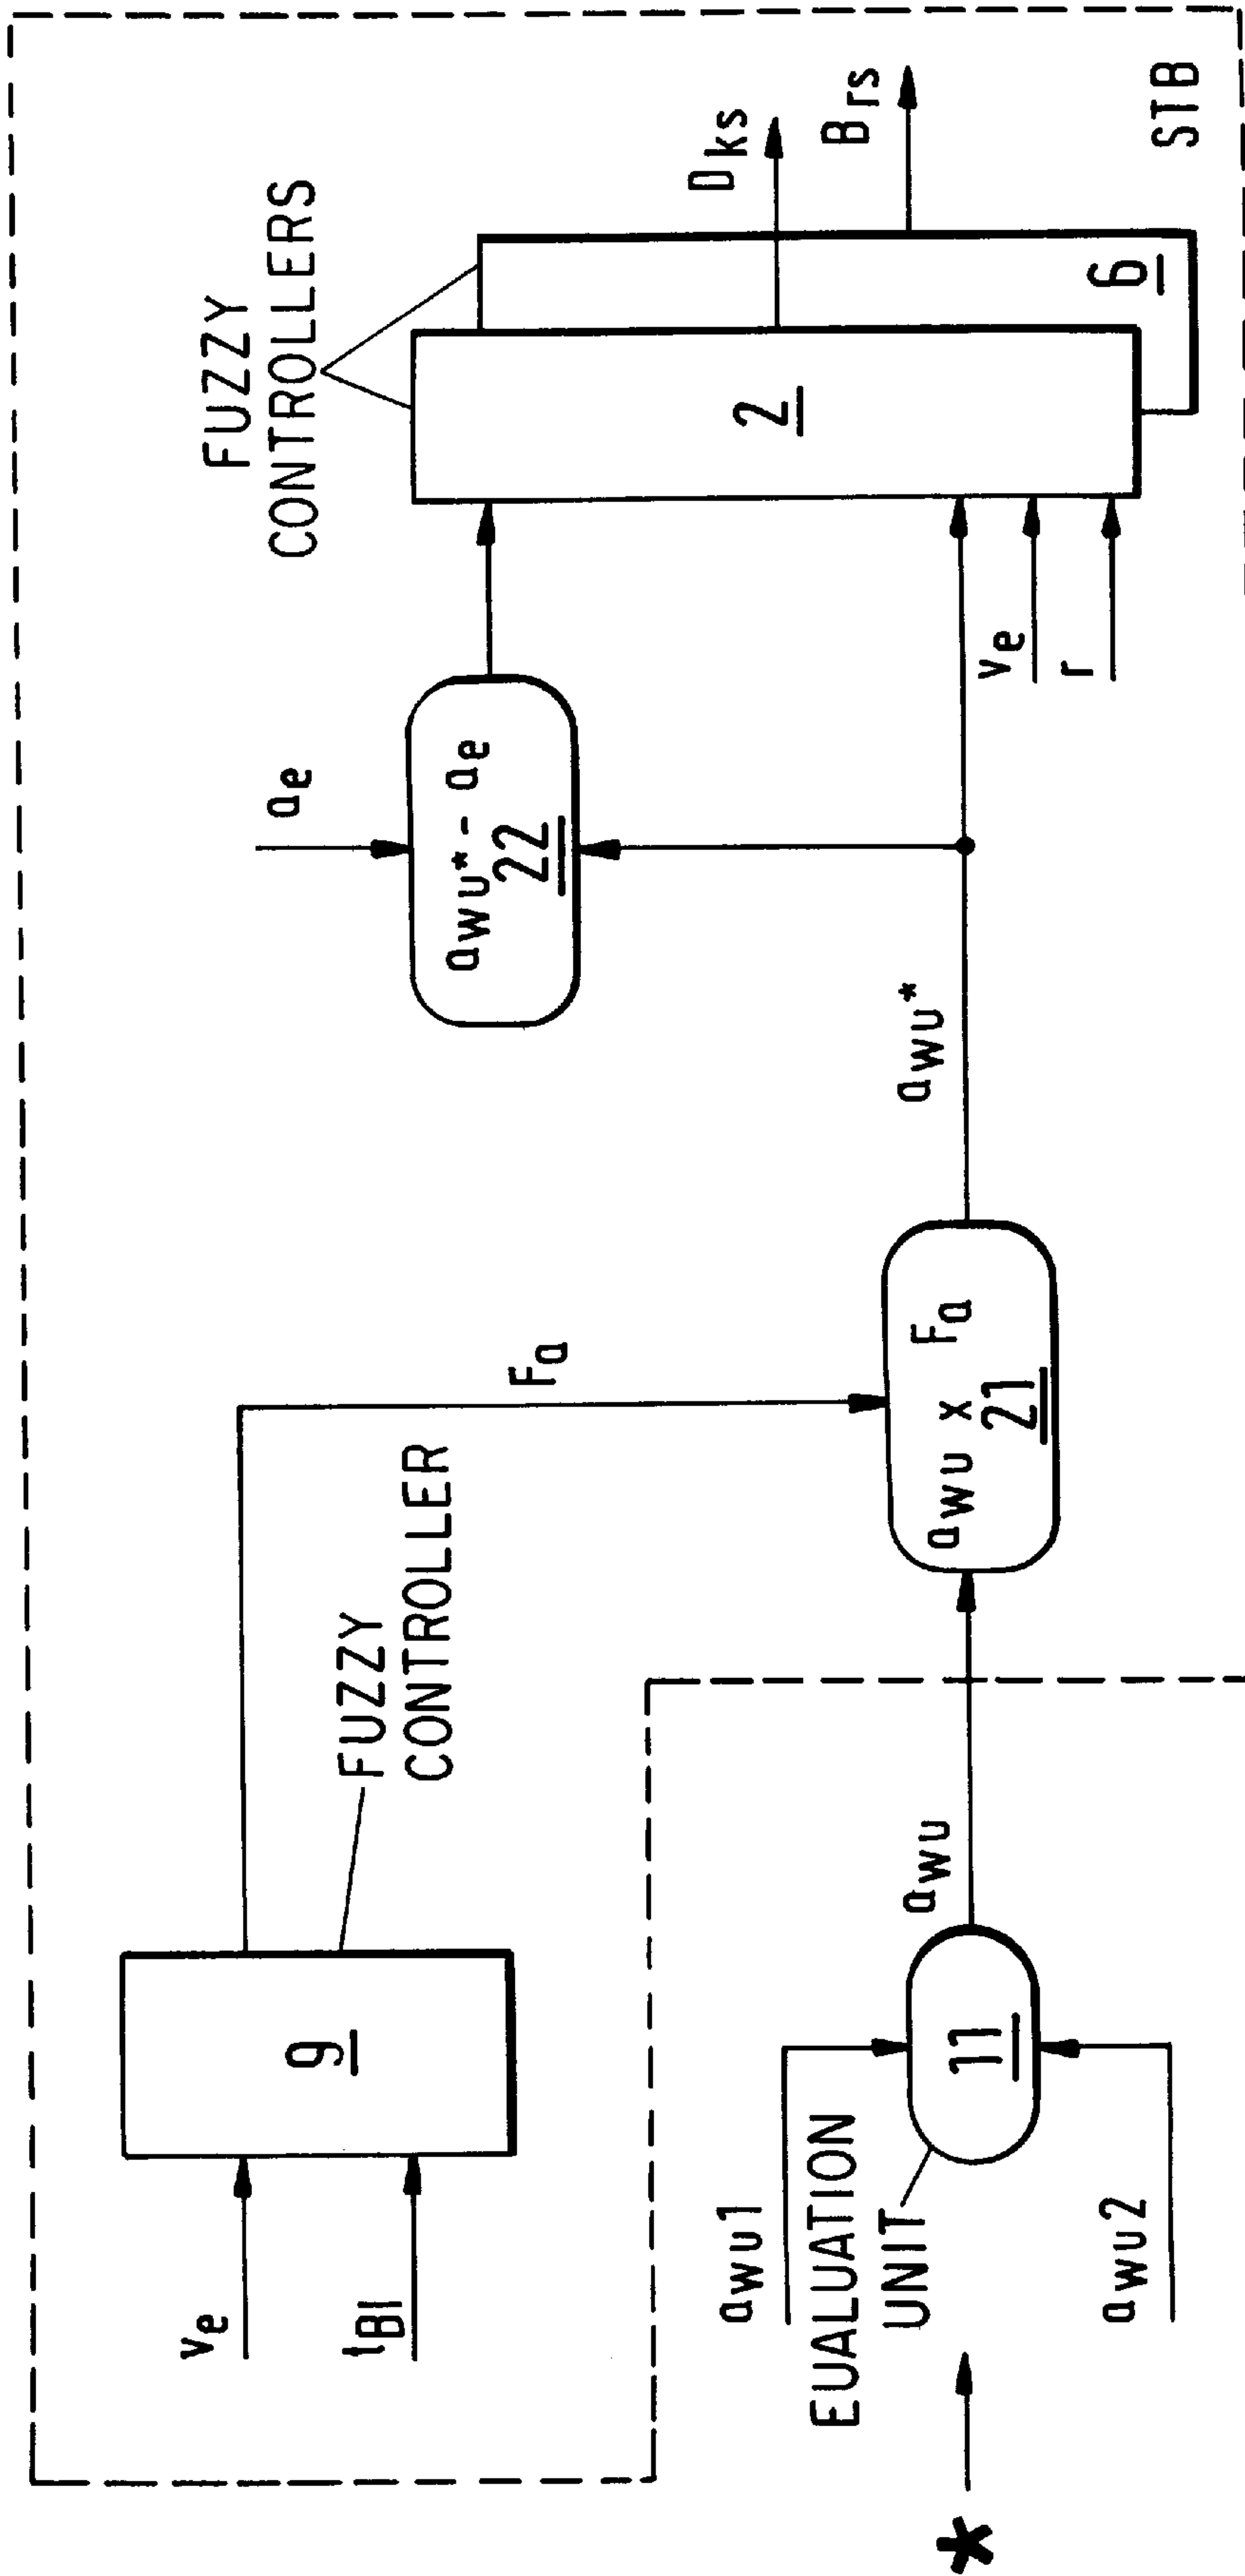 v_e
t_BI
9
FUZZY
CONTROLLER
F_a
a_wu1
EUALUATION
UNIT
a_wu2
11
a_wu
a_wu x F_a
21
a_wu*
a_e
a_wu* - a_e
22
FUZZY
CONTROLLERS
v_e
r
2
6
D_ks
B_rs
STB
*